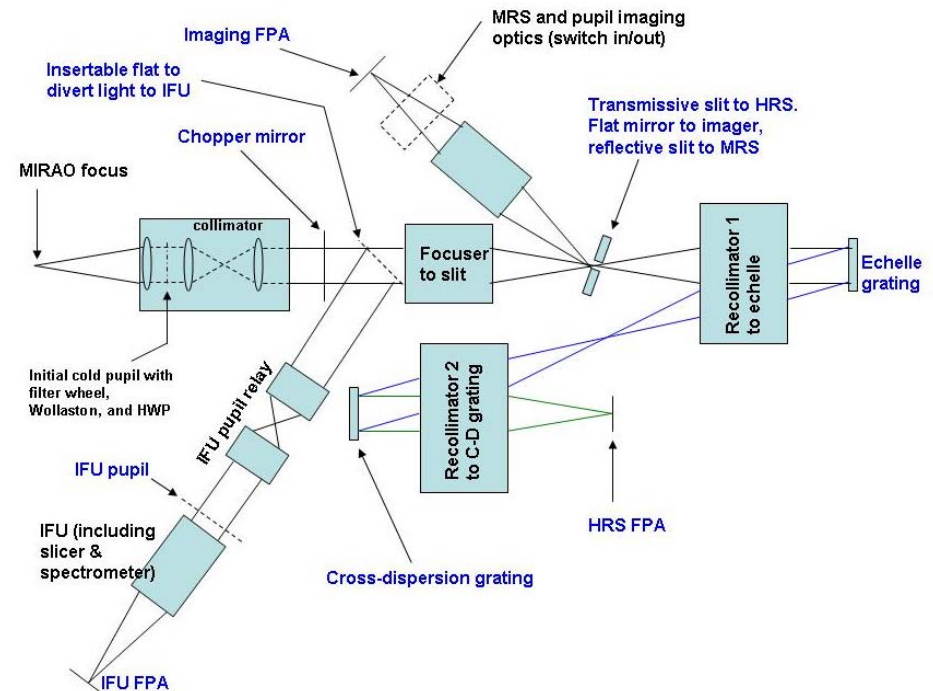 MRS and pupil imaging
optics (switch in/out)
Imaging FPA
Insertable flat to
divert light to IFU
Transmissive slit to HRS.
Flat mirror to imager,
reflective slit to MRS
Chopper mirror
MIRAO focus
collimator
Focuser
to slit
Recollimator 1
to echelle
Echelle
grating
Initial cold pupil with
filter wheel,
Wollaston, and HWP
IFU pupil relay
Recollimator 2
to C-D grating
IFU pupil
HRS FPA
IFU (including
slicer &
spectrometer)
Cross-dispersion grating
IFU FPA